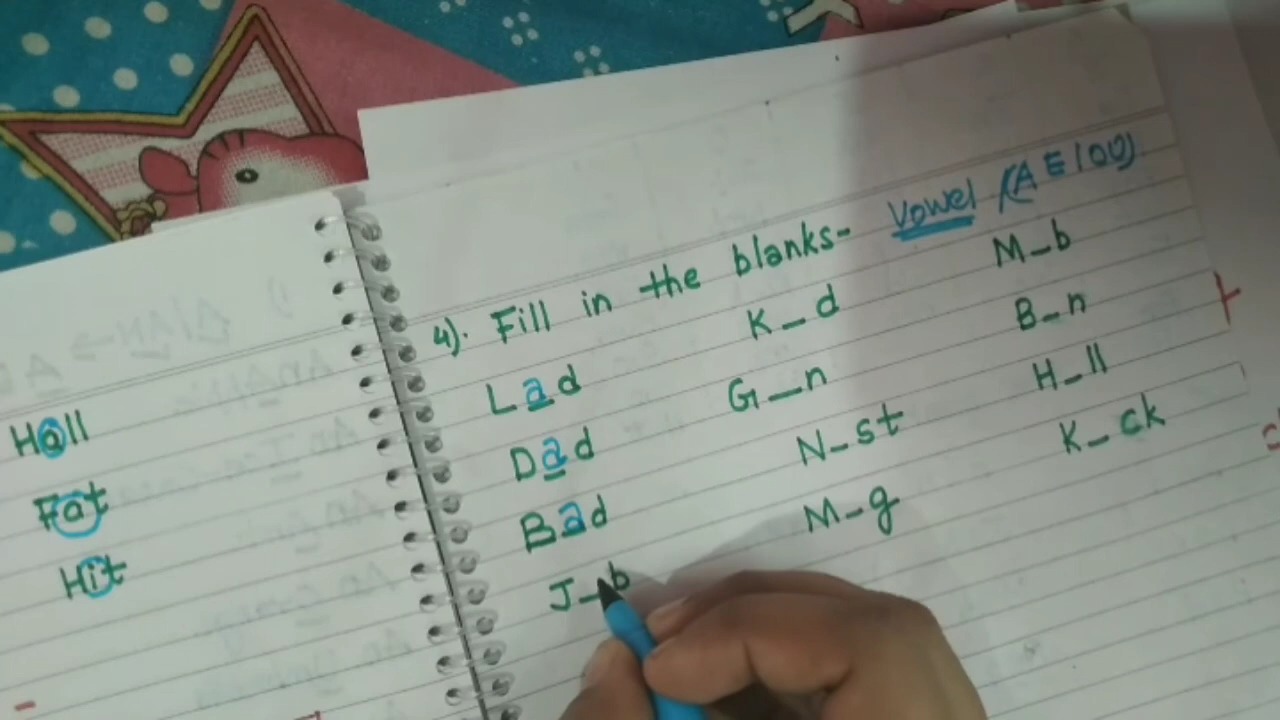 Hall
Fat
Hit
4). Fill in the blanks- Vowel (A E I O U)
Lad K_d M_b
Dad G_n B_n
Bad N_st H_ll
J_b M_g K_ck